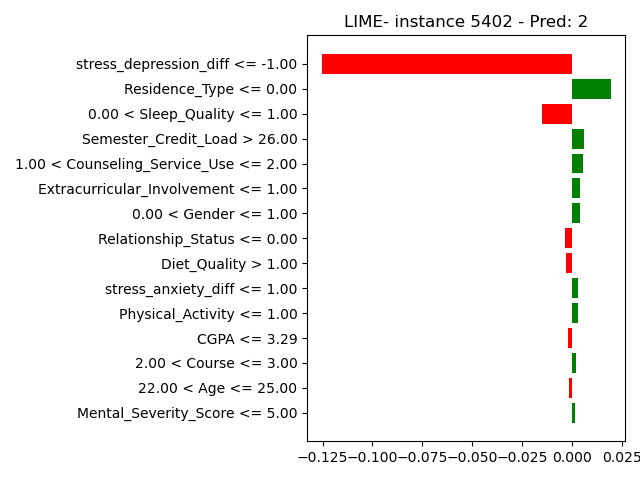 LIME- instance 5402 - Pred: 2
stress_depression_diff <= -1.00
Residence_Type <= 0.00
0.00 < Sleep_Quality <= 1.00
Semester_Credit_Load > 26.00
1.00 < Counseling_Service_Use <= 2.00
Extracurricular_Involvement <= 1.00
0.00 < Gender <= 1.00
Relationship_Status <= 0.00
Diet_Quality > 1.00
stress_anxiety_diff <= 1.00
Physical_Activity <= 1.00
CGPA <= 3.29
2.00 < Course <= 3.00
22.00 < Age <= 25.00
Mental_Severity_Score <= 5.00
−0.125 −0.100 −0.075 −0.050 −0.025 0.000 0.025